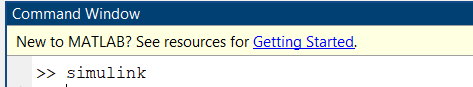 Command Window
New to MATLAB? See resources for Getting Started.
>> simulink